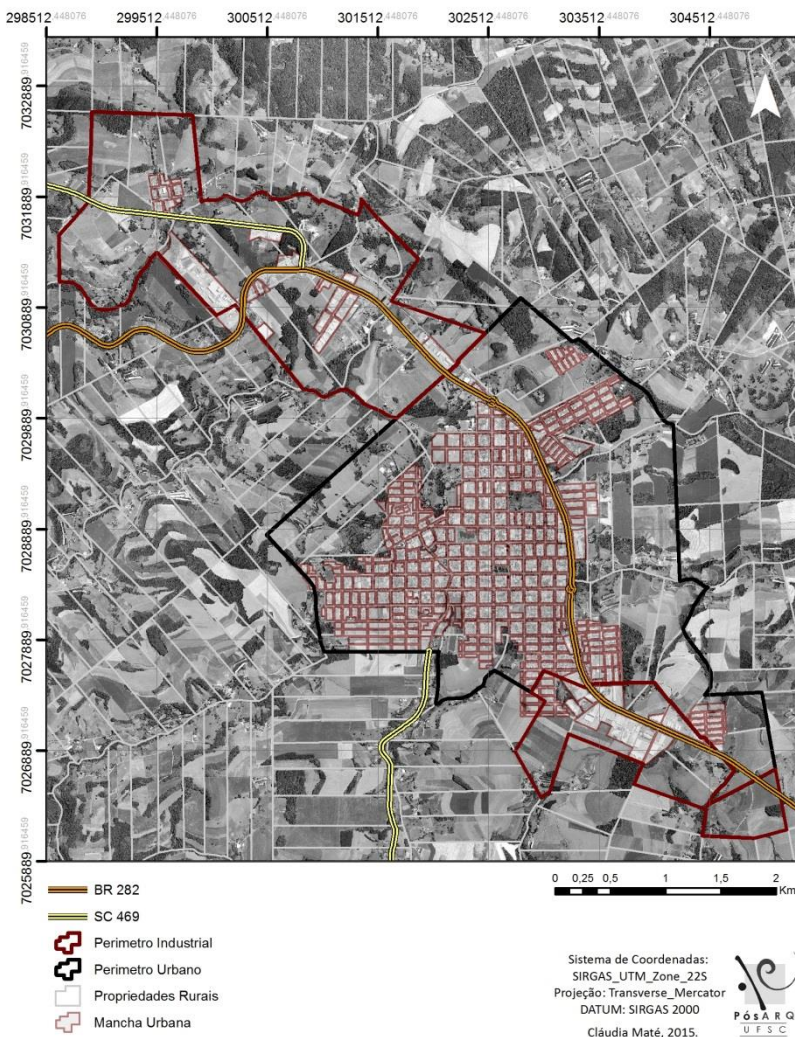 298512,448076 299512,448076 300512,448076 301512,448076 302512,448076 303512,448076 304512,448076
7032889,916459
7031889,916459
7030889,916459
7029889,916459
7028889,916459
7027889,916459
7026889,916459
7025889,916459
BR 282
SC 469
Perimetro Industrial
Perimetro Urbano
Propriedades Rurais
Mancha Urbana
0 0,25 0,5 1 1,5 2
Km
Sistema de Coordenadas:
SIRGAS_UTM_Zone_22S
Projeção: Transverse_Mercator
DATUM: SIRGAS 2000
Cláudia Maté. 2015.
PósARQ
UFSC